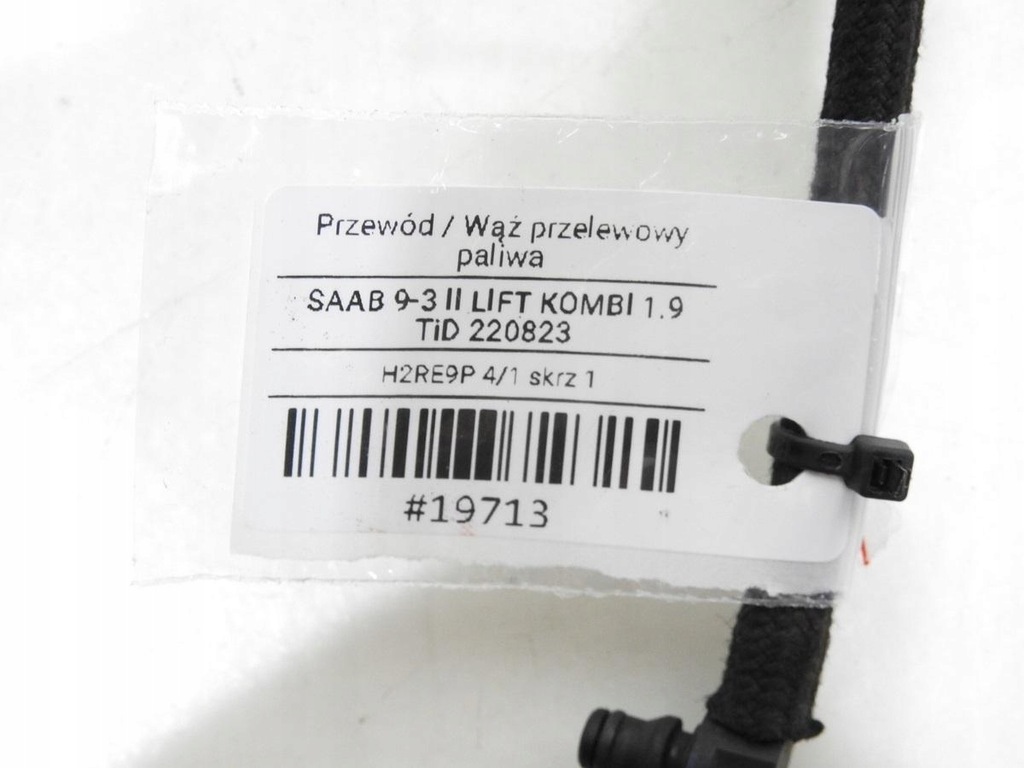 Przewód / Wąż przelewowy
paliwa
SAAB 9-3 II LIFT KOMBI 1.9
TiD 220823
H2RE9P 4/1 skrz 1
#19713